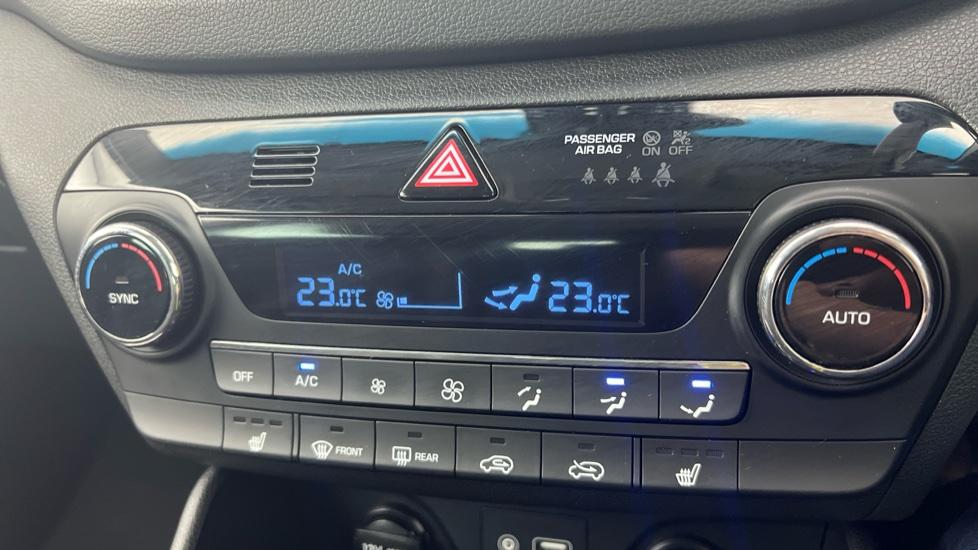 PASSENGER
AIR BAG ON OFF
A/C
23.0°C 23.0°C
SYNC
AUTO
OFF A/C
FRONT REAR